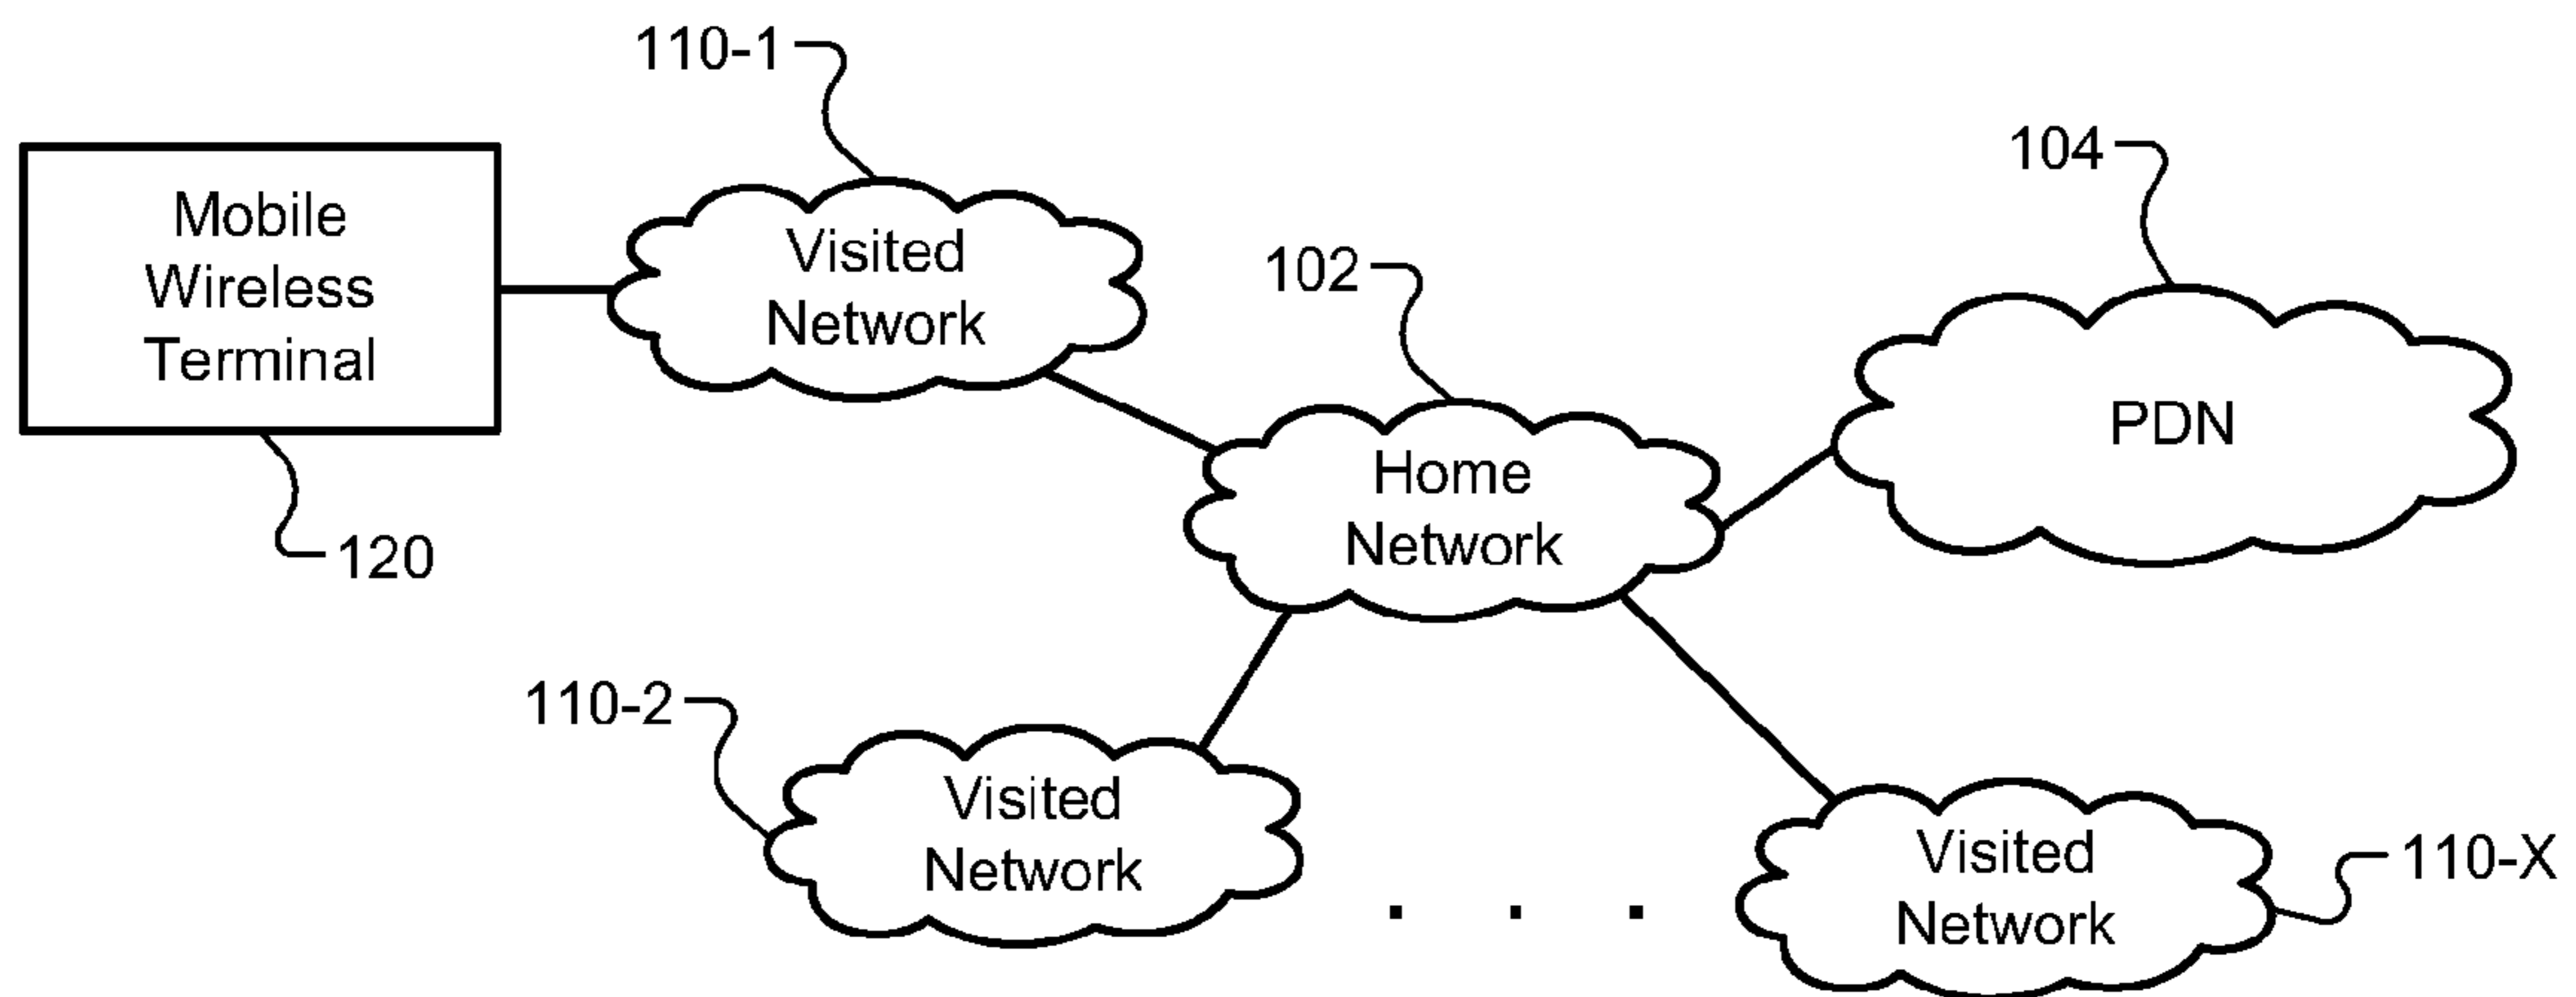 110-1
104
Mobile
Wireless
Terminal
Visited
Network
102
Home
Network
PDN
120
110-2
Visited
Network
. . .
Visited
Network
110-X